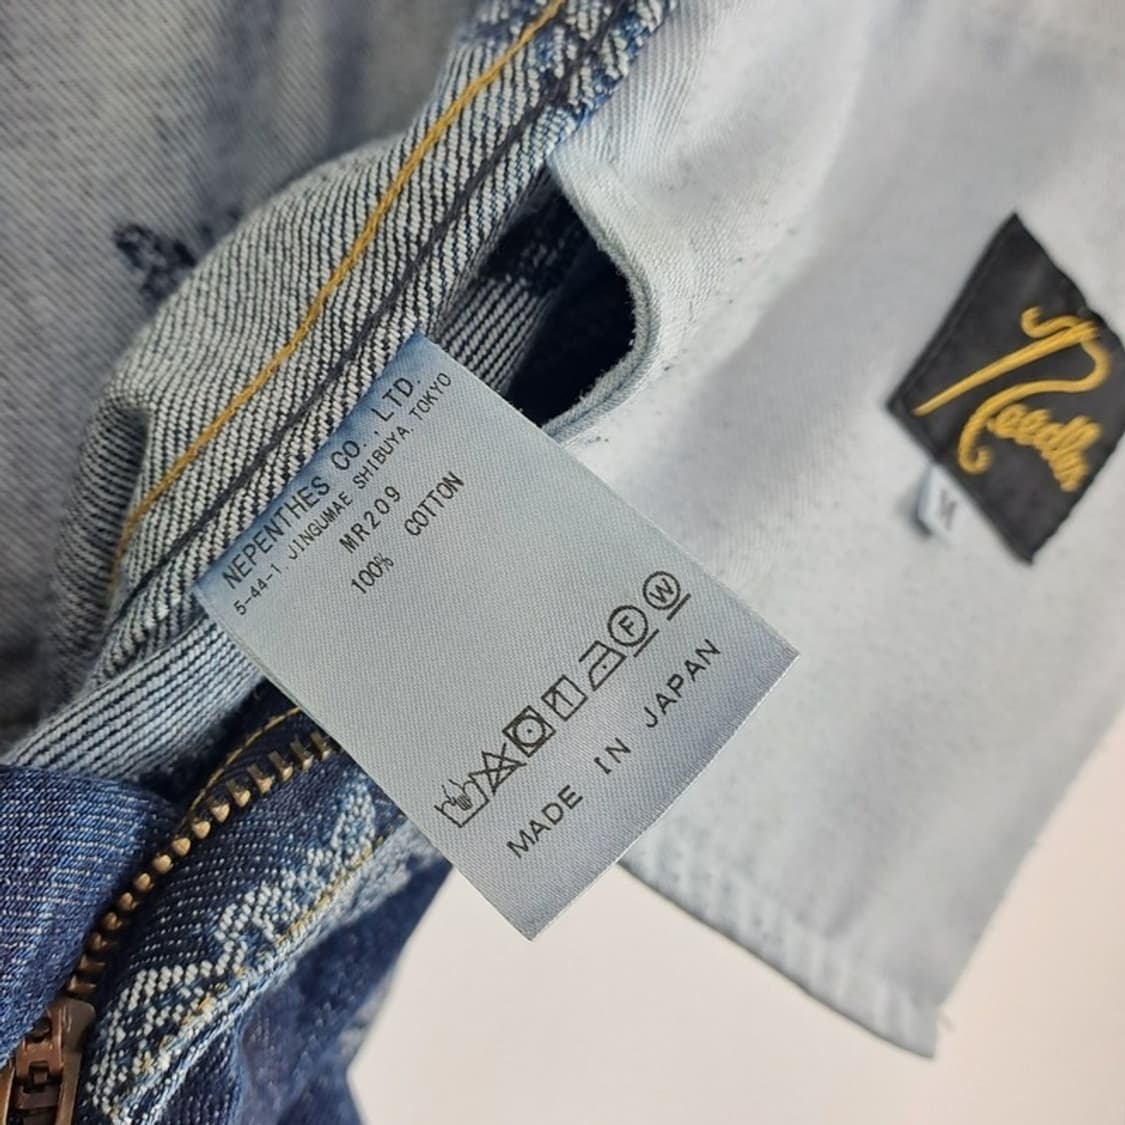 NEPENTHES CO., LTD.
5-44-1, JINGUMAE SHIBUYA, TOKYO
MR209
100% COTTON
F
W
MADE IN JAPAN
Needles
M